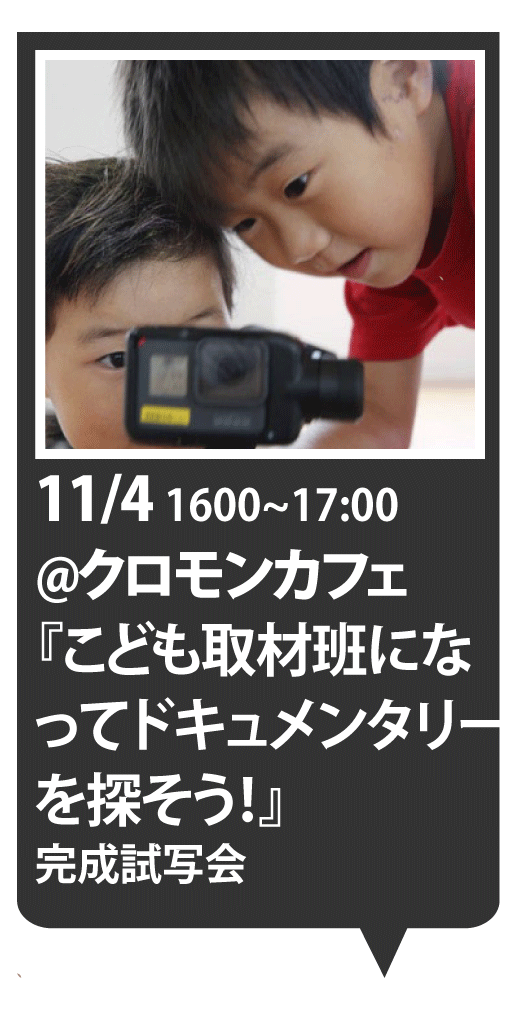 11/4 1600~17:00
@クロモンカフェ
『こども取材班にな
ってドキュメンタリー
を探そう!』
完成試写会
、